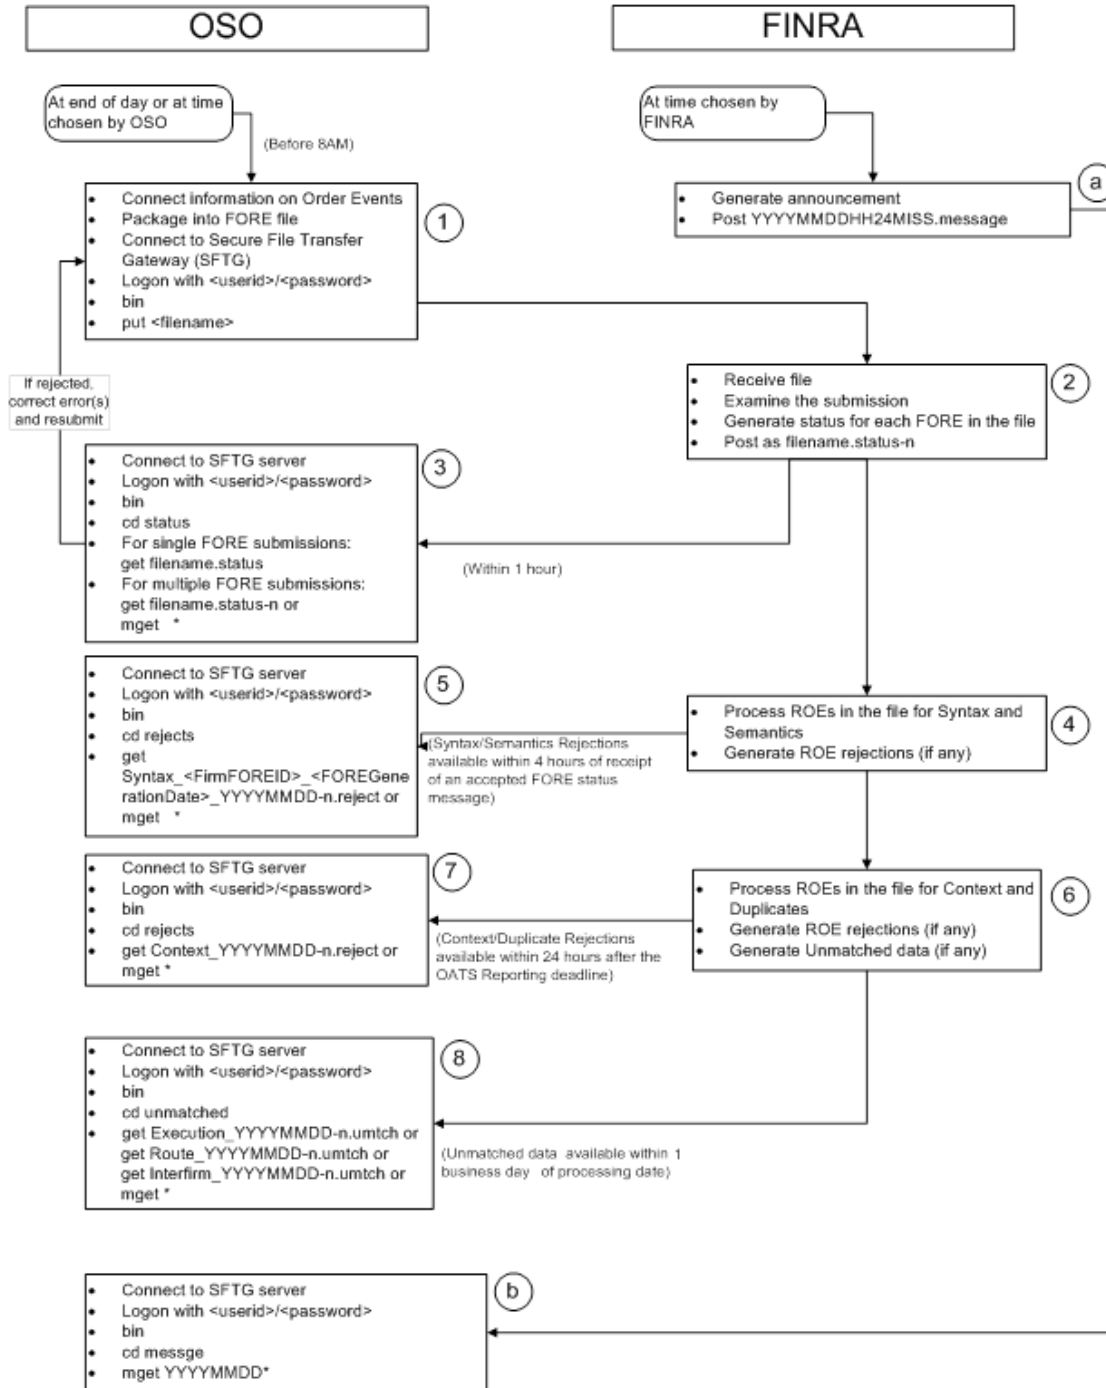 OSO
FINRA
At end of day or at time
chosen by OSO
At time chosen by
FINRA
(Before 8AM)
• Connect information on Order Events
• Package into FORE file
• Connect to Secure File Transfer
Gateway (SFTG)
• Logon with <userid>/<password>
• bin
• put <filename>
1
• Generate announcement
• Post YYYYMMDDHH24MISS.message
a
If rejected,
correct error(s)
and resubmit
• Receive file
• Examine the submission
• Generate status for each FORE in the file
• Post as filename.status-n
2
• Connect to SFTG server
• Logon with <userid>/<password>
• bin
• cd status
• For single FORE submissions:
get filename.status
• For multiple FORE submissions:
get filename.status-n or
mget *
3
(Within 1 hour)
• Connect to SFTG server
• Logon with <userid>/<password>
• bin
• cd rejects
• get
Syntax_<FirmFOREID>_<FOREGene
rationDate>_YYYYMMDD-n.reject or
mget *
5
(Syntax/Semantics Rejections
available within 4 hours of receipt
of an accepted FORE status
message)
• Process ROEs in the file for Syntax and
Semantics
• Generate ROE rejections (if any)
4
• Connect to SFTG server
• Logon with <userid>/<password>
• bin
• cd rejects
• get Context_YYYYMMDD-n.reject or
mget *
7
(Context/Duplicate Rejections
available within 24 hours after the
OATS Reporting deadline)
• Process ROEs in the file for Context and
Duplicates
• Generate ROE rejections (if any)
• Generate Unmatched data (if any)
6
• Connect to SFTG server
• Logon with <userid>/<password>
• bin
• cd unmatched
• get Execution_YYYYMMDD-n.umtch or
get Route_YYYYMMDD-n.umtch or
get Interfirm_YYYYMMDD-n.umtch or
mget *
8
(Unmatched data available within 1
business day of processing date)
• Connect to SFTG server
• Logon with <userid>/<password>
• bin
• cd messge
• mget YYYYMMDD*
b